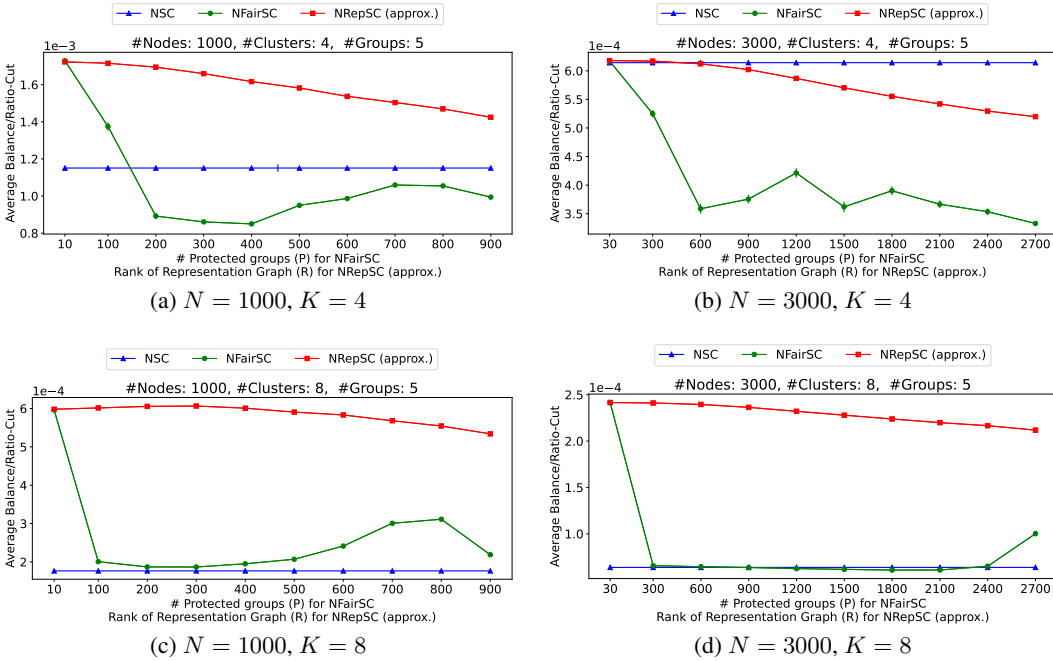 NSC NFairSC NRepSC (approx.)
#Nodes: 1000, #Clusters: 4, #Groups: 5
1e−3
Average Balance/Ratio-Cut
1.6
1.4
1.2
1.0
0.8
10 100 200 300 400 500 600 700 800 900
# Protected groups (P) for NFairSC
Rank of Representation Graph (R) for NRepSC (approx.)
(a) N = 1000, K = 4
NSC NFairSC NRepSC (approx.)
#Nodes: 3000, #Clusters: 4, #Groups: 5
1e−4
Average Balance/Ratio-Cut
6.0
5.5
5.0
4.5
4.0
3.5
30 300 600 900 1200 1500 1800 2100 2400 2700
# Protected groups (P) for NFairSC
Rank of Representation Graph (R) for NRepSC (approx.)
(b) N = 3000, K = 4
NSC NFairSC NRepSC (approx.)
#Nodes: 1000, #Clusters: 8, #Groups: 5
1e−4
Average Balance/Ratio-Cut
6
5
4
3
2
10 100 200 300 400 500 600 700 800 900
# Protected groups (P) for NFairSC
Rank of Representation Graph (R) for NRepSC (approx.)
(c) N = 1000, K = 8
NSC NFairSC NRepSC (approx.)
#Nodes: 3000, #Clusters: 8, #Groups: 5
1e−4
Average Balance/Ratio-Cut
2.5
2.0
1.5
1.0
30 300 600 900 1200 1500 1800 2100 2400 2700
# Protected groups (P) for NFairSC
Rank of Representation Graph (R) for NRepSC (approx.)
(d) N = 3000, K = 8